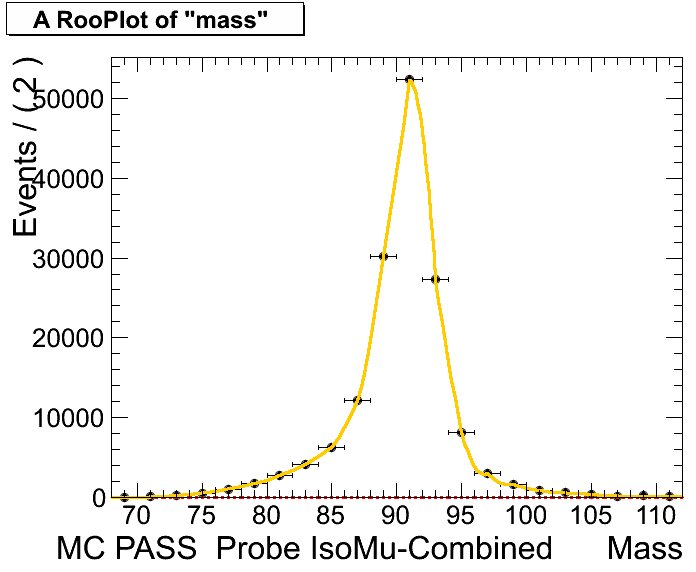 A RooPlot of "mass"
Events / ( 2 )
50000
40000
30000
20000
10000
0
70 75 80 85 90 95 100 105 110
MC PASS Probe IsoMu-Combined Mass